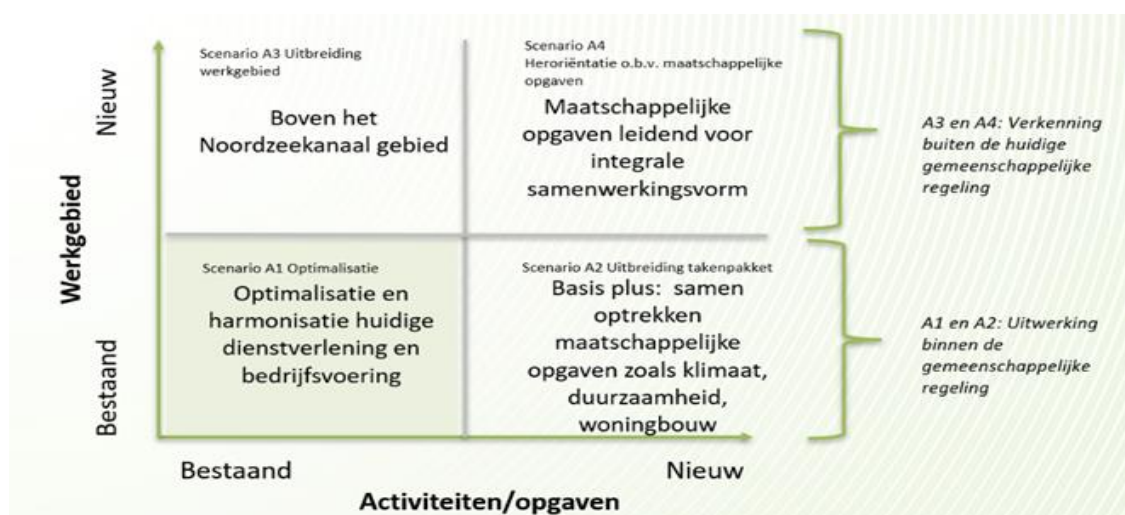 Scenario A3 Uitbreiding
werkgebied
Boven het
Noordzeekanaal gebied
Scenario A4
Heroriëntatie o.b.v. maatschappelijke
opgaven
Maatschappelijke
opgaven leidend voor
integrale
samenwerkingsvorm
A3 en A4: Verkenning
buiten de huidige
gemeenschappelijke
regeling
Nieuw
Werkgebied
Bestaand
Scenario A1 Optimalisatie
Optimalisatie en
harmonisatie huidige
dienstverlening en
bedrijfsvoering
Scenario A2 Uitbreiding takenpakket
Basis plus: samen
optrekken
maatschappelijke
opgaven zoals klimaat,
duurzaamheid,
woningbouw
A1 en A2: Uitwerking
binnen de
gemeenschappelijke
regeling
Bestaand
Nieuw
Activiteiten/opgaven